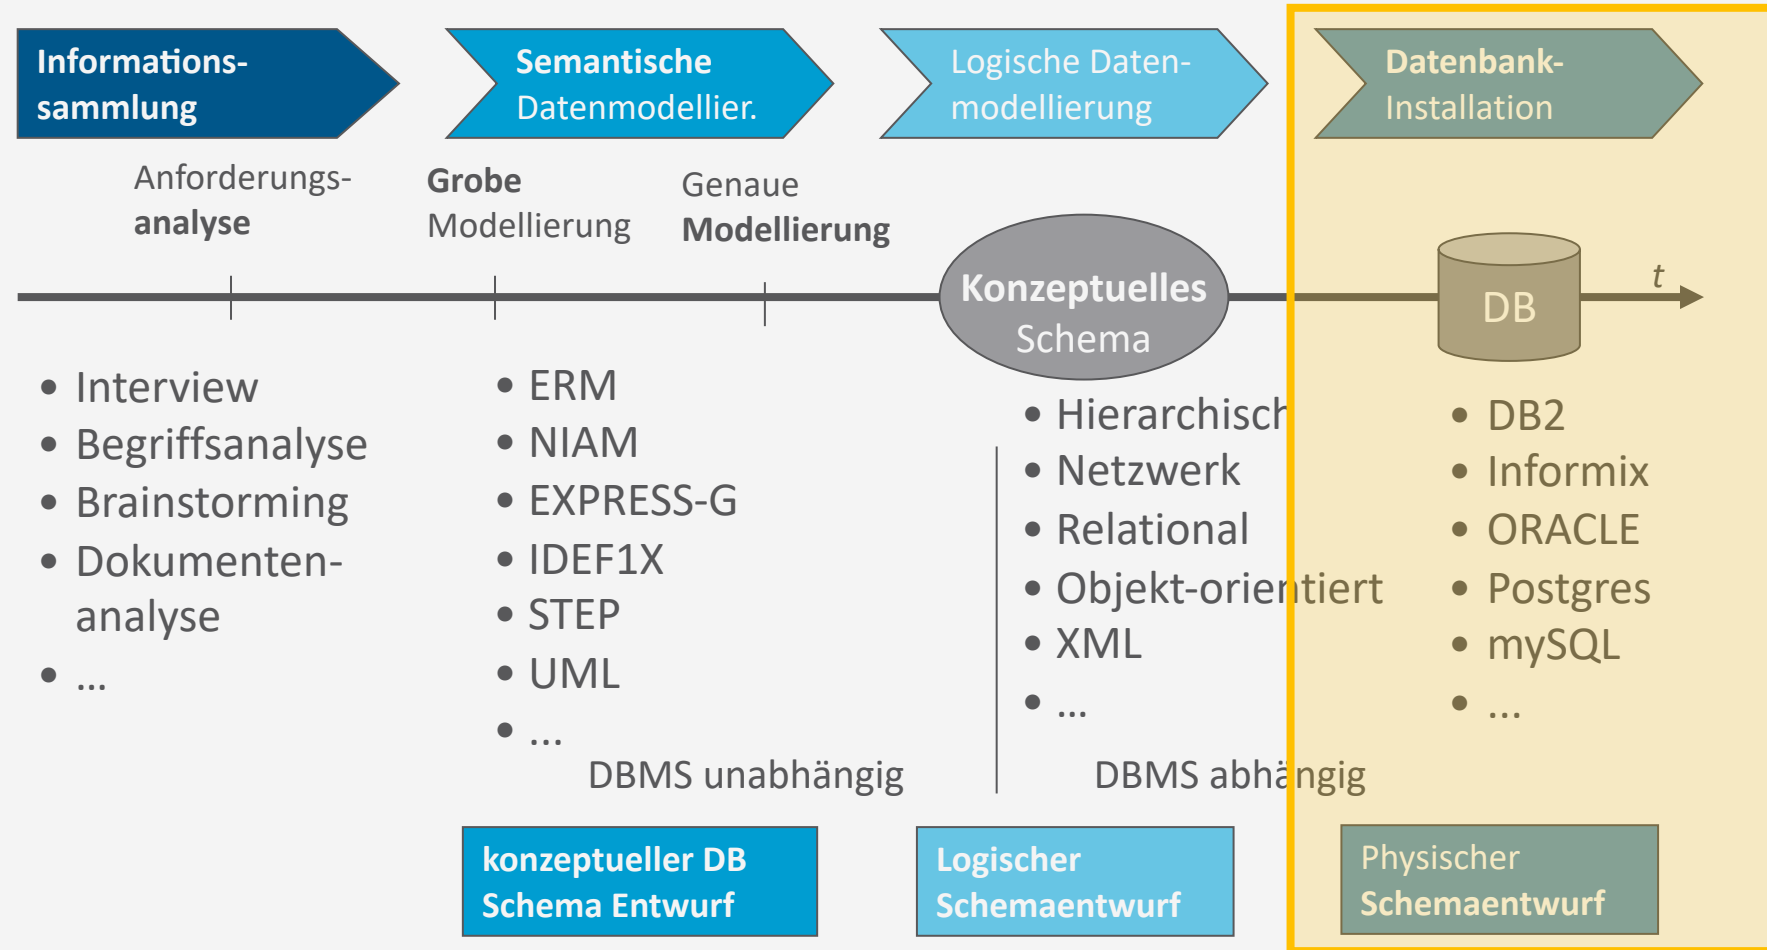 Informations-
sammlung
Semantische
Datenmodellier.
Logische Daten-
modellierung
Datenbank-
Installation
Anforderungs-
analyse
Grobe
Modellierung
Genaue
Modellierung
Konzeptuelles
Schema
DB
t
• Interview
• Begriffsanalyse
• Brainstorming
• Dokumenten-
analyse
• ...
• ERM
• NIAM
• EXPRESS-G
• IDEF1X
• STEP
• UML
• ...
DBMS unabhängig
• Hierarchisch
• Netzwerk
• Relational
• Objekt-orientiert
• XML
• ...
DBMS abhängig
• DB2
• Informix
• ORACLE
• Postgres
• mySQL
• ...
konzeptueller DB
Schema Entwurf
Logischer
Schemaentwurf
Physischer
Schemaentwurf